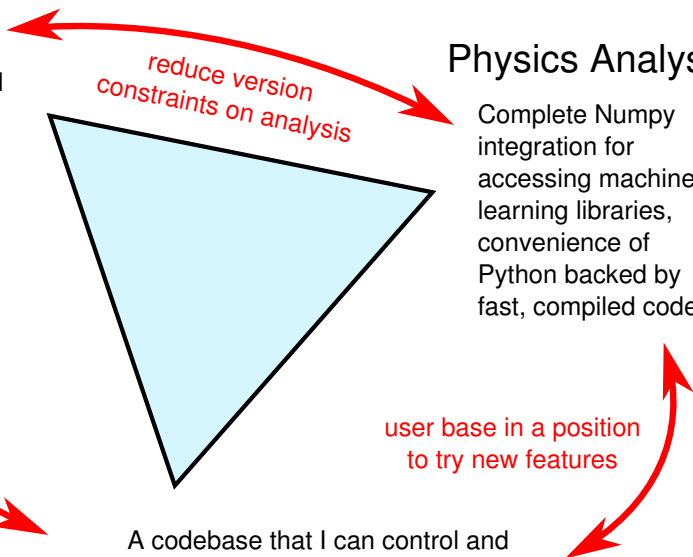 reduce version
constraints on analysis
Physics Analys
Complete Numpy
integration for
accessing machine
learning libraries,
convenience of
Python backed by
fast, compiled code
user base in a position
to try new features
A codebase that I can control and